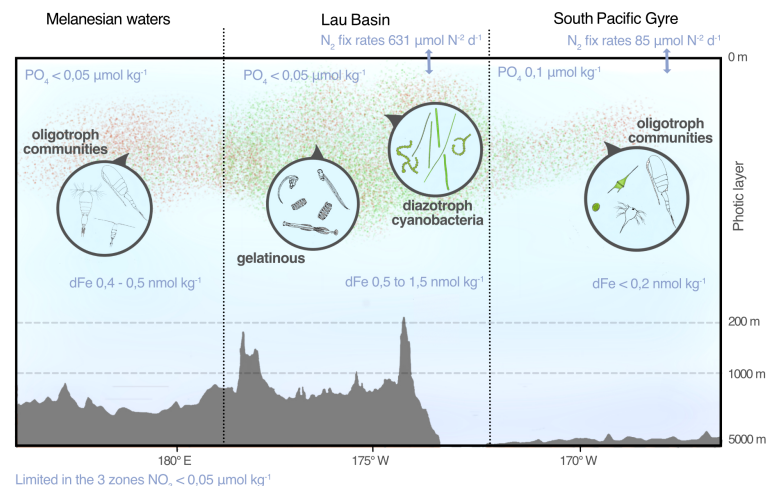 Melanesian waters
Lau Basin
South Pacific Gyre
N₂ fix rates 631 µmol N⁻² d⁻¹
N₂ fix rates 85 µmol N⁻² d⁻¹
0 m
PO₄ < 0,05 µmol kg⁻¹
PO₄ < 0,05 µmol kg⁻¹
PO₄ 0,1 µmol kg⁻¹
oligotroph
communities
oligotroph
communities
diazotroph
cyanobacteria
gelatinous
Photic layer
dFe 0,4 - 0,5 nmol kg⁻¹
dFe 0,5 to 1,5 nmol kg⁻¹
dFe < 0,2 nmol kg⁻¹
200 m
1000 m
5000 m
180° E
175° W
170° W
Limited in the 3 zones NO₃ < 0,05 µmol kg⁻¹